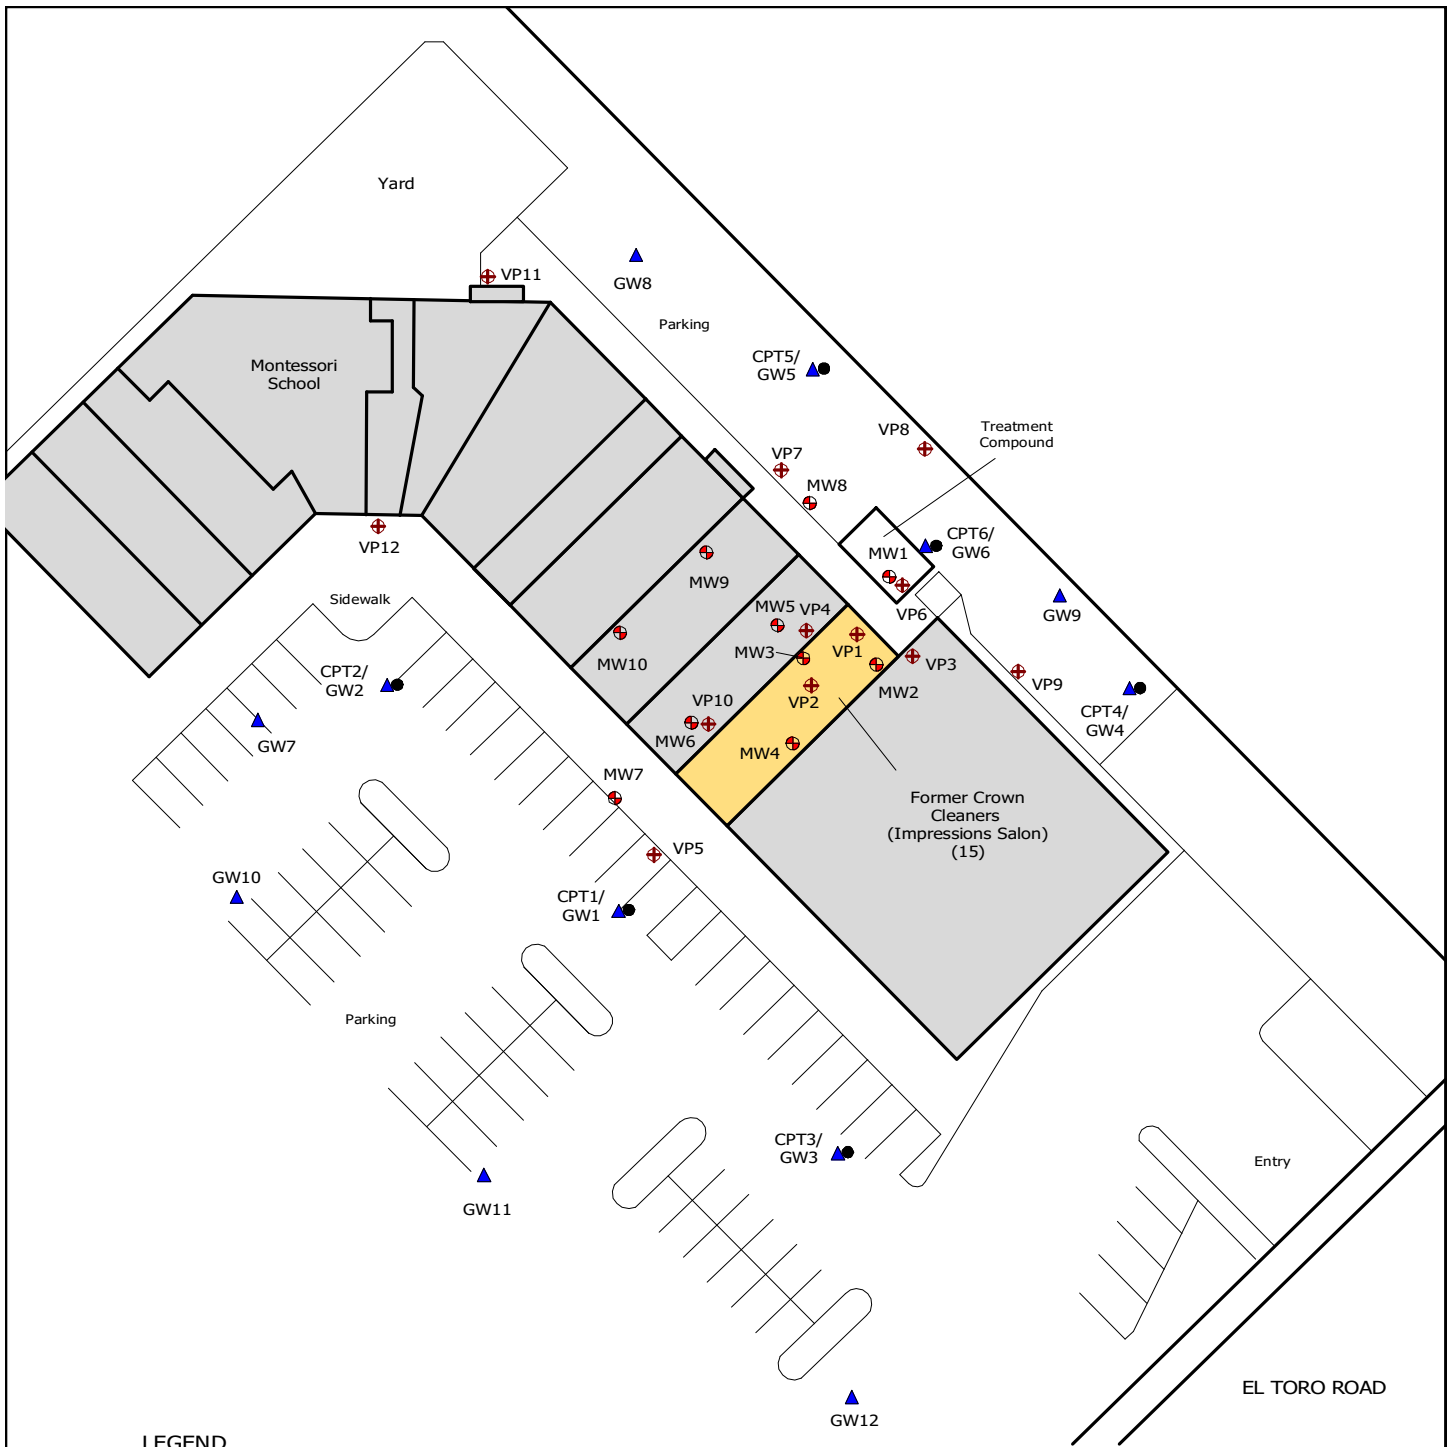 Yard
VP11
GW8
Parking
CPT5/
GW5
Montessori
School
VP8
Treatment
Compound
VP7
MW8
CPT6/
GW6
VP12
MW1
MW9
Sidewalk
MW5
VP4
VP6
GW9
MW3
VP1
MW10
CPT2/
GW2
VP3
VP9
MW2
VP10
VP2
CPT4/
GW4
GW7
MW6
MW4
MW7
Former Crown
Cleaners
(Impressions Salon)
(15)
VP5
GW10
CPT1/
GW1
Parking
CPT3/
GW3
Entry
GW11
EL TORO ROAD
GW12
LEGEND